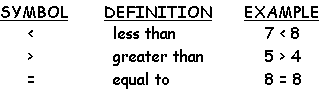 SYMBOL DEFINITION EXAMPLE
< less than 7 < 8
> greater than 5 > 4
= equal to 8 = 8